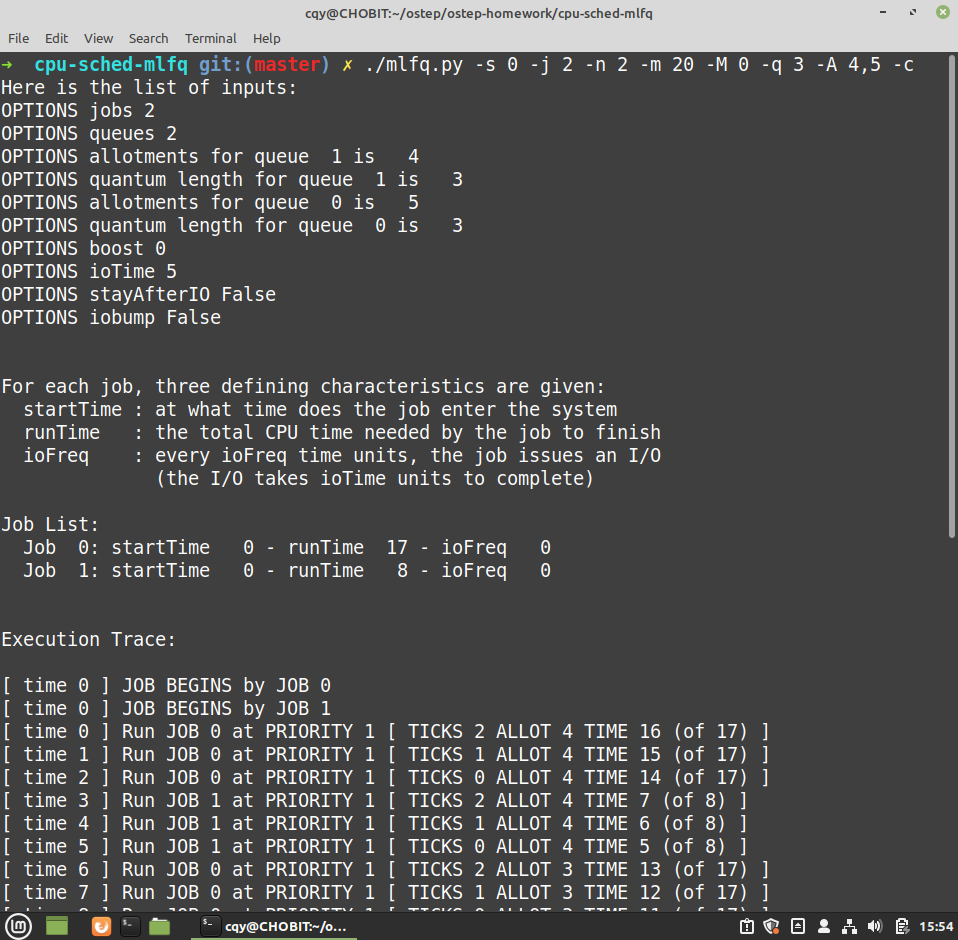 cqy@CHOBIT:~/ostep/ostep-homework/cpu-sched-mlfq
File Edit View Search Terminal Help
→ cpu-sched-mlfq git:(master) ✗ ./mlfq.py -s 0 -j 2 -n 2 -m 20 -M 0 -q 3 -A 4,5 -c
Here is the list of inputs:
OPTIONS jobs 2
OPTIONS queues 2
OPTIONS allotments for queue  1 is   4
OPTIONS quantum length for queue  1 is   3
OPTIONS allotments for queue  0 is   5
OPTIONS quantum length for queue  0 is   3
OPTIONS boost 0
OPTIONS ioTime 5
OPTIONS stayAfterIO False
OPTIONS iobump False
For each job, three defining characteristics are given:
  startTime : at what time does the job enter the system
  runTime   : the total CPU time needed by the job to finish
  ioFreq    : every ioFreq time units, the job issues an I/O
              (the I/O takes ioTime units to complete)
Job List:
  Job  0: startTime   0 - runTime  17 - ioFreq   0
  Job  1: startTime   0 - runTime   8 - ioFreq   0
Execution Trace:
[ time 0 ] JOB BEGINS by JOB 0
[ time 0 ] JOB BEGINS by JOB 1
[ time 0 ] Run JOB 0 at PRIORITY 1 [ TICKS 2 ALLOT 4 TIME 16 (of 17) ]
[ time 1 ] Run JOB 0 at PRIORITY 1 [ TICKS 1 ALLOT 4 TIME 15 (of 17) ]
[ time 2 ] Run JOB 0 at PRIORITY 1 [ TICKS 0 ALLOT 4 TIME 14 (of 17) ]
[ time 3 ] Run JOB 1 at PRIORITY 1 [ TICKS 2 ALLOT 4 TIME 7 (of 8) ]
[ time 4 ] Run JOB 1 at PRIORITY 1 [ TICKS 1 ALLOT 4 TIME 6 (of 8) ]
[ time 5 ] Run JOB 1 at PRIORITY 1 [ TICKS 0 ALLOT 4 TIME 5 (of 8) ]
[ time 6 ] Run JOB 0 at PRIORITY 1 [ TICKS 2 ALLOT 3 TIME 13 (of 17) ]
[ time 7 ] Run JOB 0 at PRIORITY 1 [ TICKS 1 ALLOT 3 TIME 12 (of 17) ]
cqy@CHOBIT:~/o... 15:54